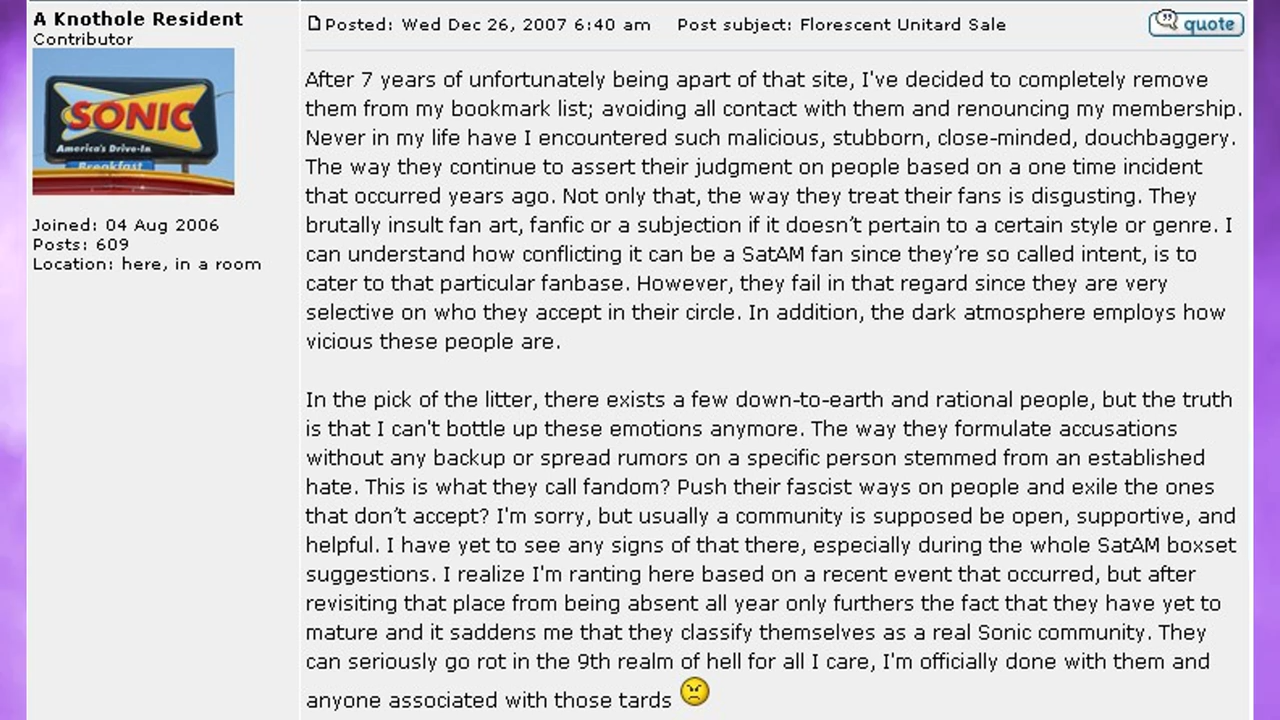 A Knothole Resident
Contributor
SONIC
America's Drive-In
Breakfast
Joined: 04 Aug 2006
Posts: 609
Location: here, in a room
Posted: Wed Dec 26, 2007 6:40 am Post subject: Florescent Unitard Sale
quote
After 7 years of unfortunately being apart of that site, I've decided to completely remove
them from my bookmark list; avoiding all contact with them and renouncing my membership.
Never in my life have I encountered such malicious, stubborn, close-minded, douchbaggery.
The way they continue to assert their judgment on people based on a one time incident
that occurred years ago. Not only that, the way they treat their fans is disgusting. They
brutally insult fan art, fanfic or a subjection if it doesn’t pertain to a certain style or genre. I
can understand how conflicting it can be a SatAM fan since they’re so called intent, is to
cater to that particular fanbase. However, they fail in that regard since they are very
selective on who they accept in their circle. In addition, the dark atmosphere employs how
vicious these people are.
In the pick of the litter, there exists a few down-to-earth and rational people, but the truth
is that I can't bottle up these emotions anymore. The way they formulate accusations
without any backup or spread rumors on a specific person stemmed from an established
hate. This is what they call fandom? Push their fascist ways on people and exile the ones
that don’t accept? I'm sorry, but usually a community is supposed be open, supportive, and
helpful. I have yet to see any signs of that there, especially during the whole SatAM boxset
suggestions. I realize I'm ranting here based on a recent event that occurred, but after
revisiting that place from being absent all year only furthers the fact that they have yet to
mature and it saddens me that they classify themselves as a real Sonic community. They
can seriously go rot in the 9th realm of hell for all I care, I'm officially done with them and
anyone associated with those tards